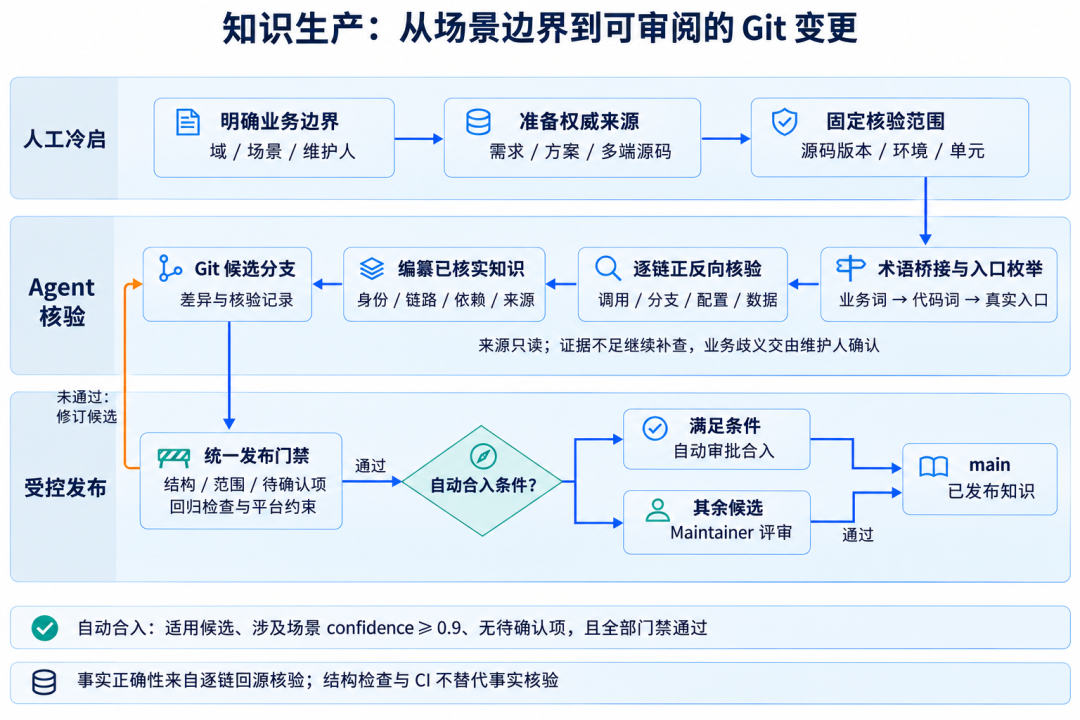 知识生产：从场景边界到可审阅的 Git 变更
人工冷启
明确业务边界
域 / 场景 / 维护人
准备权威来源
需求 / 方案 / 多端源码
固定核验范围
源码版本 / 环境 / 单元
Agent
核验
Git 候选分支
差异与核验记录
编纂已核实知识
身份 / 链路 / 依赖 / 来源
逐链正反向核验
调用 / 分支 / 配置 / 数据
术语桥接与入口枚举
业务词 → 代码词 → 真实入口
来源只读；证据不足继续补查，业务歧义交由维护人确认
未通过：
修订候选
受控发布
统一发布门禁
结构 / 范围 / 待确认项
回归检查与平台约束
通过
自动合入条件？
满足条件
自动审批合入
其余候选
Maintainer 评审
通过
main
已发布知识
自动合入：适用候选、涉及场景 confidence ⩾ 0.9、无待确认项，且全部门禁通过
事实正确性来自逐链回源核验；结构检查与 CI 不替代事实核验